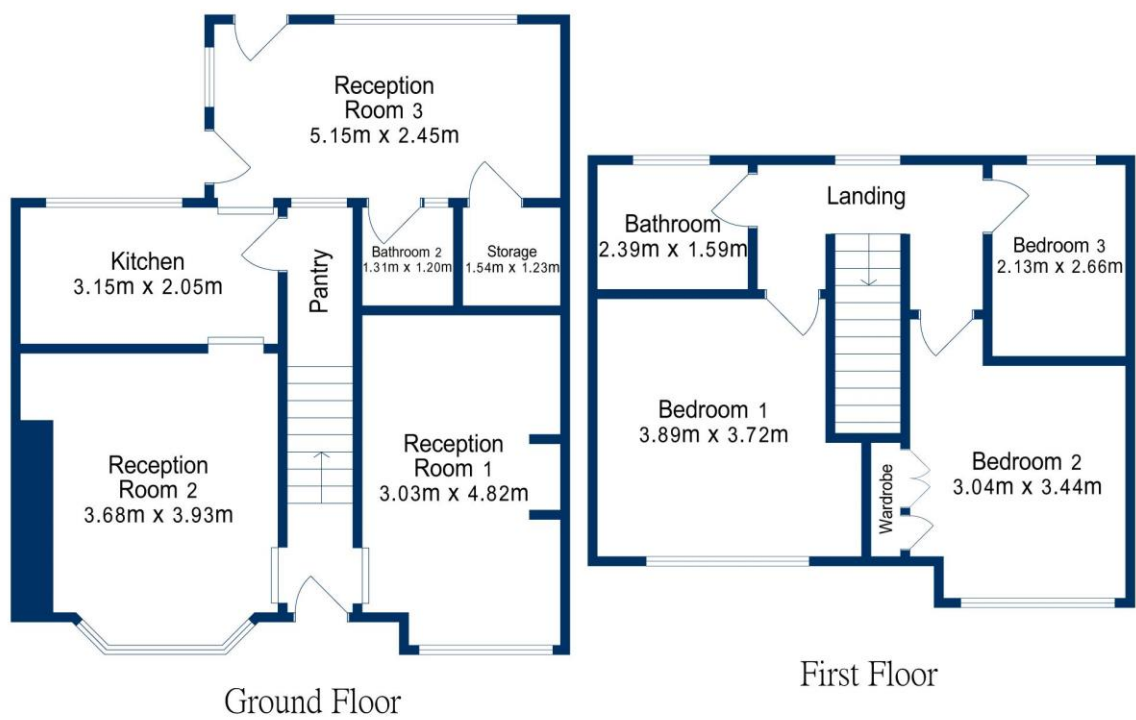 Reception
Room 3
5.15m x 2.45m
Kitchen
3.15m x 2.05m
Pantry
Bathroom 2
1.31m x 1.20m
Storage
1.54m x 1.23m
Reception
Room 2
3.68m x 3.93m
Reception
Room 1
3.03m x 4.82m
Ground Floor
Bathroom
2.39m x 1.59m
Landing
Bedroom 3
2.13m x 2.66m
Bedroom 1
3.89m x 3.72m
Wardrobe
Bedroom 2
3.04m x 3.44m
First Floor